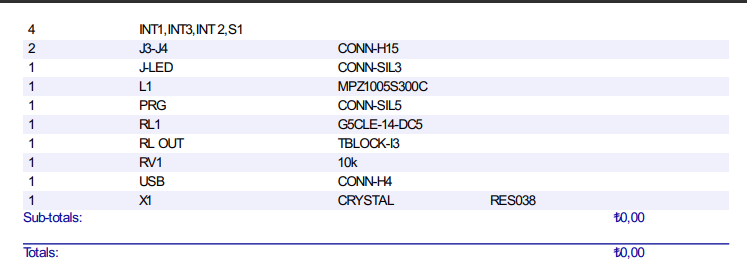 4 INT1,INT3,INT 2,S1
2 J3-J4 CONN-H15
1 J-LED CONN-SIL3
1 L1 MPZ1005S300C
1 PRG CONN-SIL5
1 RL1 G5CLE-14-DC5
1 RL OUT TBLOCK-I3
1 RV1 10k
1 USB CONN-H4
1 X1 CRYSTAL RES038
Sub-totals: ₺0,00
Totals: ₺0,00